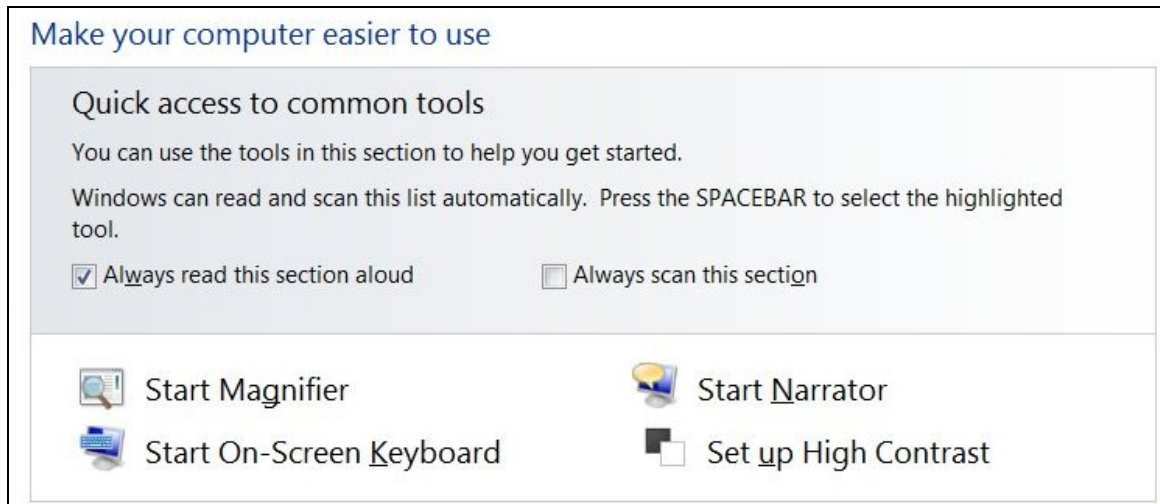 Make your computer easier to use
Quick access to common tools
You can use the tools in this section to help you get started.
Windows can read and scan this list automatically.  Press the SPACEBAR to select the highlighted
tool.
Always read this section aloud
Always scan this section
Start Magnifier
Start Narrator
Start On-Screen Keyboard
Set up High Contrast